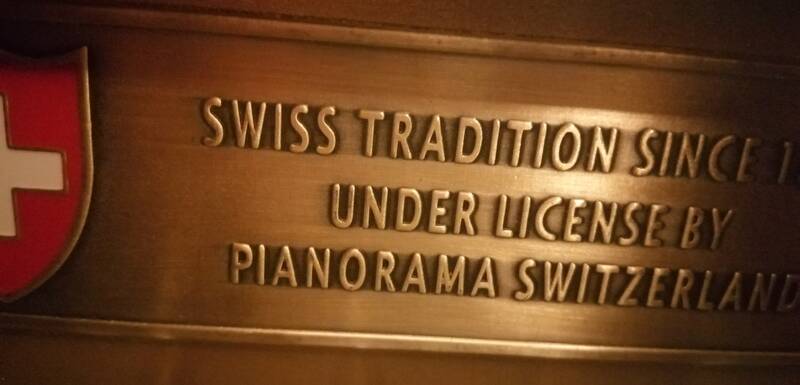 SWISS TRADITION SINCE
UNDER LICENSE BY
PIANORAMA SWITZERLAND